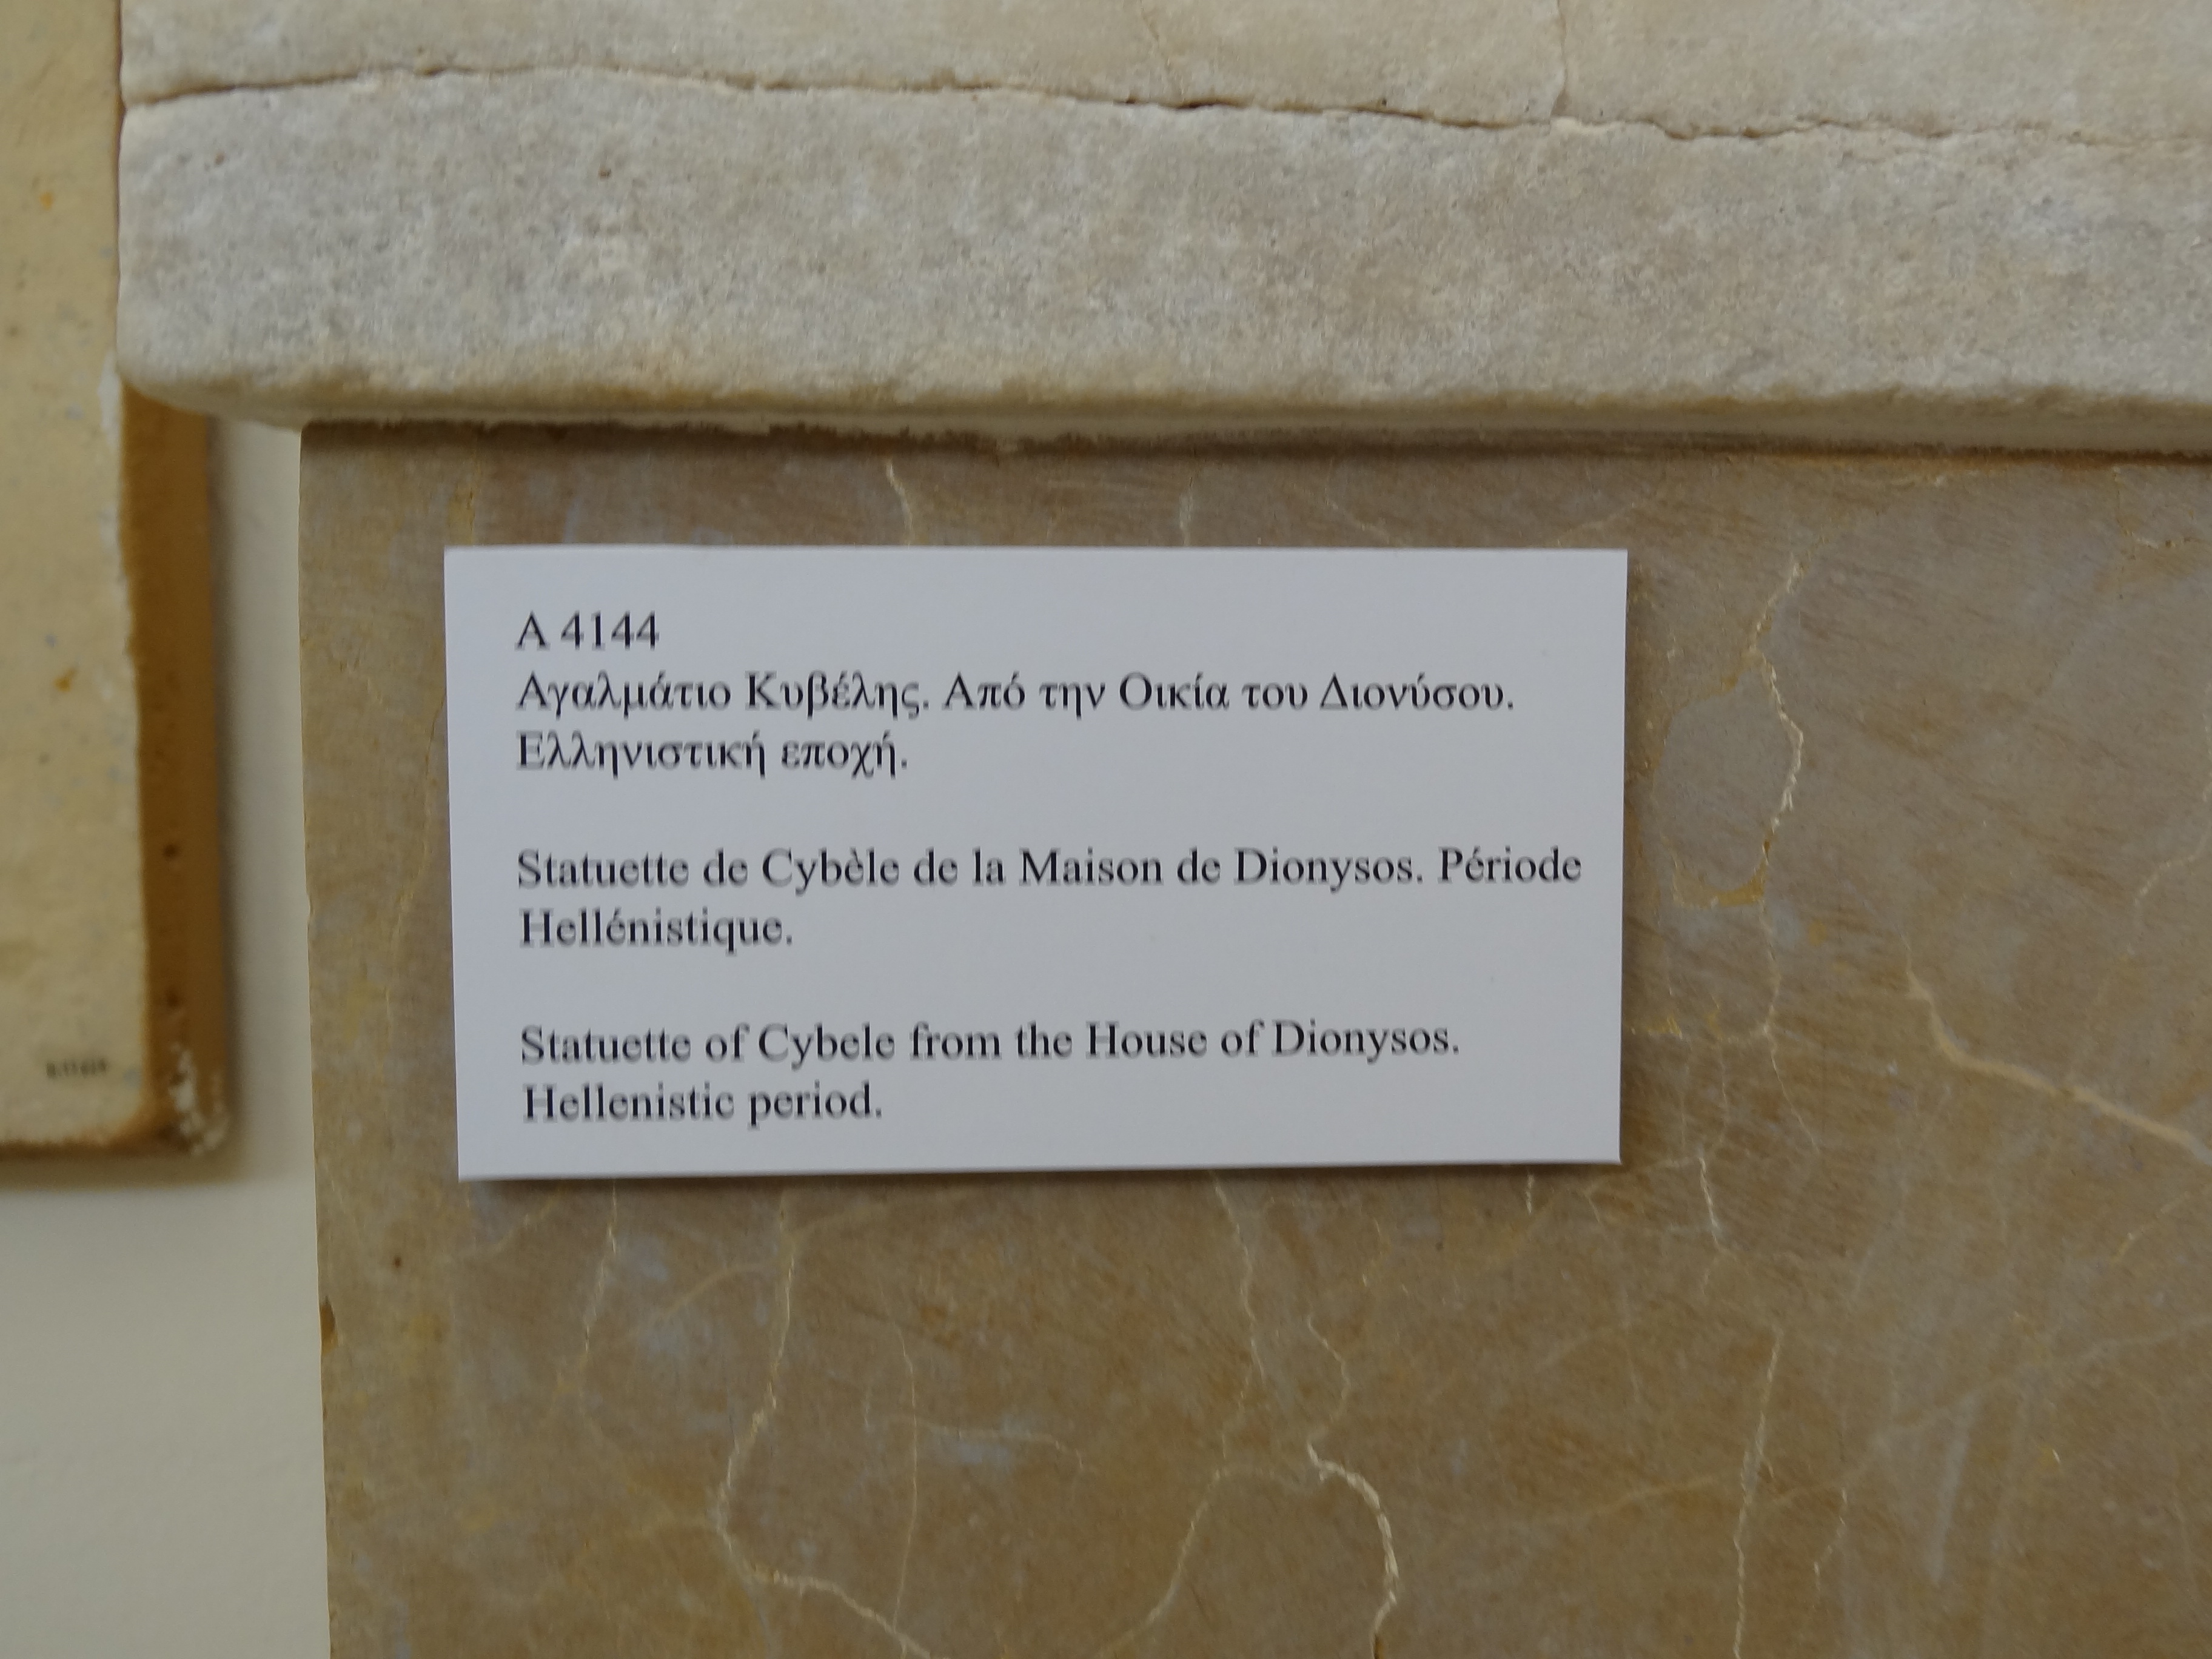 A 4144
Αγαλμάτιο Κυβέλης. Από την Οικία του Διονύσου.
Ελληνιστική εποχή.
Statuette de Cybèle de la Maison de Dionysos. Période
Hellénistique.
Statuette of Cybele from the House of Dionysos.
Hellenistic period.